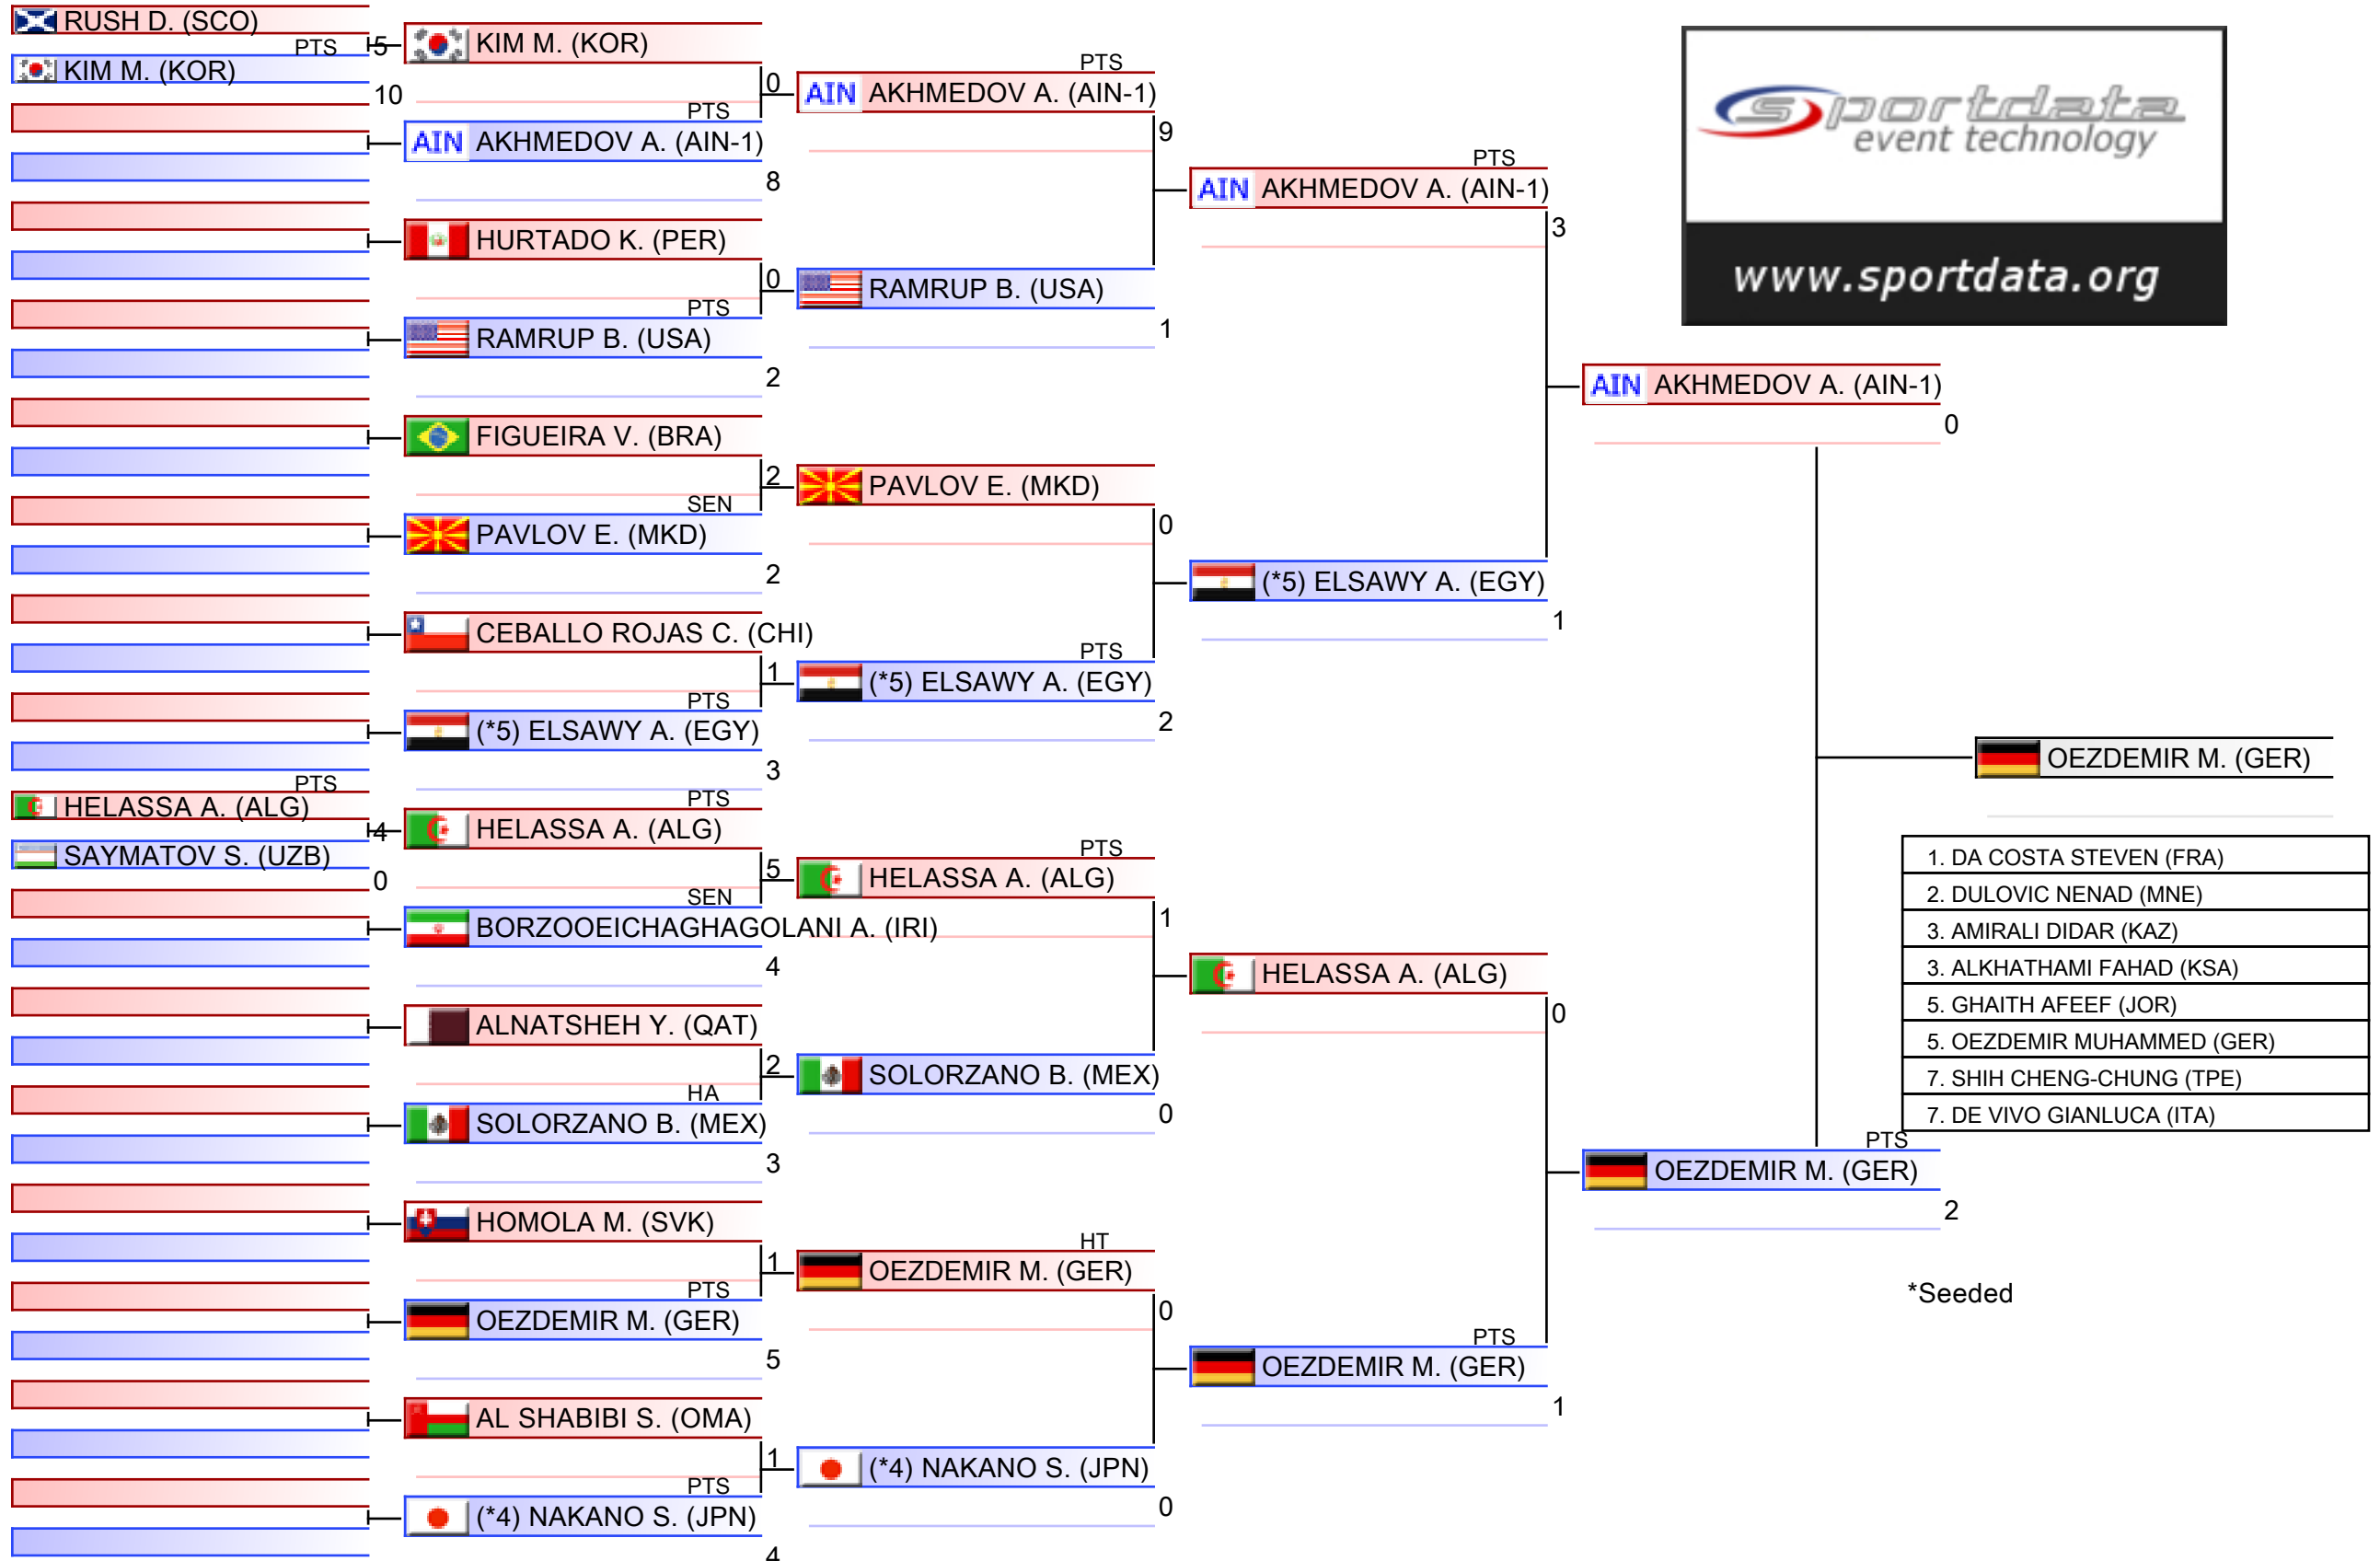 RUSH D. (SCO)
PTS 5
KIM M. (KOR)
10
KIM M. (KOR)
0
PTS
AKHMEDOV A. (AIN-1)
8
HURTADO K. (PER)
0
PTS
RAMRUP B. (USA)
2
FIGUEIRA V. (BRA)
2
SEN
PAVLOV E. (MKD)
2
CEBALLO ROJAS C. (CHI)
1
PTS
(*5) ELSAWY A. (EGY)
3
PTS
HELASSA A. (ALG)
4
SAYMATOV S. (UZB)
0
PTS
HELASSA A. (ALG)
5
SEN
BORZOOEICHAGHAGOLANI A. (IRI)
4
ALNATSHEH Y. (QAT)
2
HA
SOLORZANO B. (MEX)
3
HOMOLA M. (SVK)
1
PTS
OEZDEMIR M. (GER)
5
AL SHABIBI S. (OMA)
1
PTS
(*4) NAKANO S. (JPN)
4
PTS
AIN AKHMEDOV A. (AIN-1)
9
RAMRUP B. (USA)
1
PAVLOV E. (MKD)
0
PTS
(*5) ELSAWY A. (EGY)
2
PTS
HELASSA A. (ALG)
1
SOLORZANO B. (MEX)
0
HT
OEZDEMIR M. (GER)
0
(*4) NAKANO S. (JPN)
0
PTS
AIN AKHMEDOV A. (AIN-1)
3
(*5) ELSAWY A. (EGY)
1
HELASSA A. (ALG)
0
PTS
OEZDEMIR M. (GER)
1
AIN AKHMEDOV A. (AIN-1)
0
PTS
OEZDEMIR M. (GER)
2
OEZDEMIR M. (GER)
sportdata
event technology
www.sportdata.org
1. DA COSTA STEVEN (FRA)
2. DULOVIC NENAD (MNE)
3. AMIRALI DIDAR (KAZ)
3. ALKHATHAMI FAHAD (KSA)
5. GHAITH AFEEF (JOR)
5. OEZDEMIR MUHAMMED (GER)
7. SHIH CHENG-CHUNG (TPE)
7. DE VIVO GIANLUCA (ITA)
*Seeded